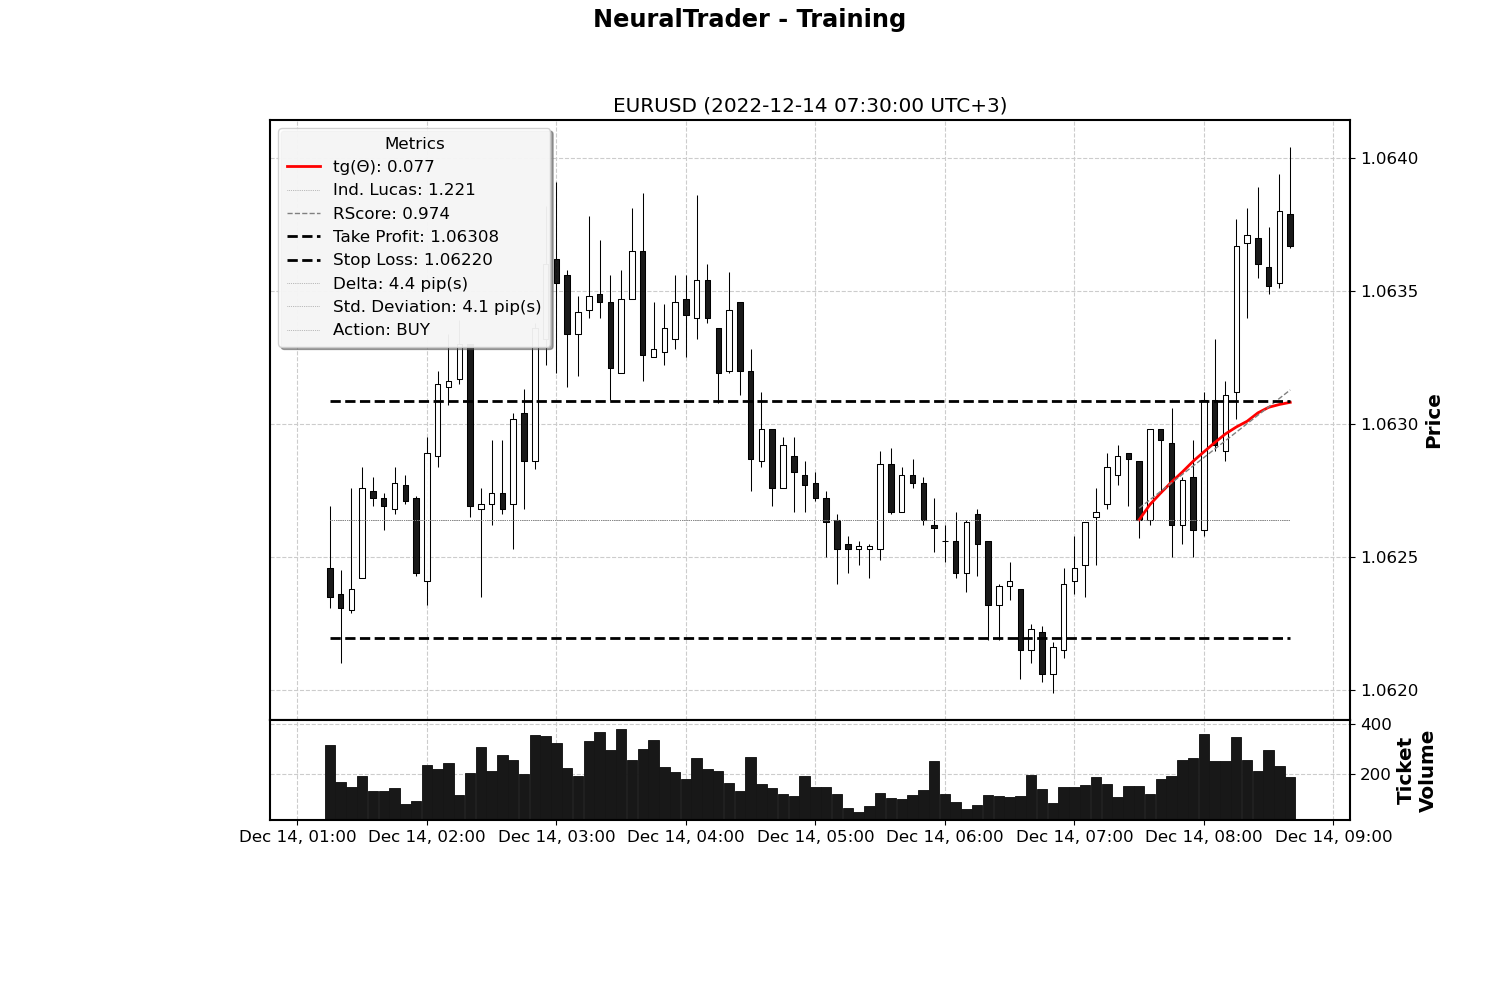 NeuralTrader - Training
EURUSD (2022-12-14 07:30:00 UTC+3)
Metrics
tg(Θ): 0.077
Ind. Lucas: 1.221
RScore: 0.974
Take Profit: 1.06308
Stop Loss: 1.06220
Delta: 4.4 pip(s)
Std. Deviation: 4.1 pip(s)
Action: BUY
1.0640
1.0635
1.0630
1.0625
1.0620
Price
400
200
Ticket
Volume
Dec 14, 01:00 Dec 14, 02:00 Dec 14, 03:00 Dec 14, 04:00 Dec 14, 05:00 Dec 14, 06:00 Dec 14, 07:00 Dec 14, 08:00 Dec 14, 09:00